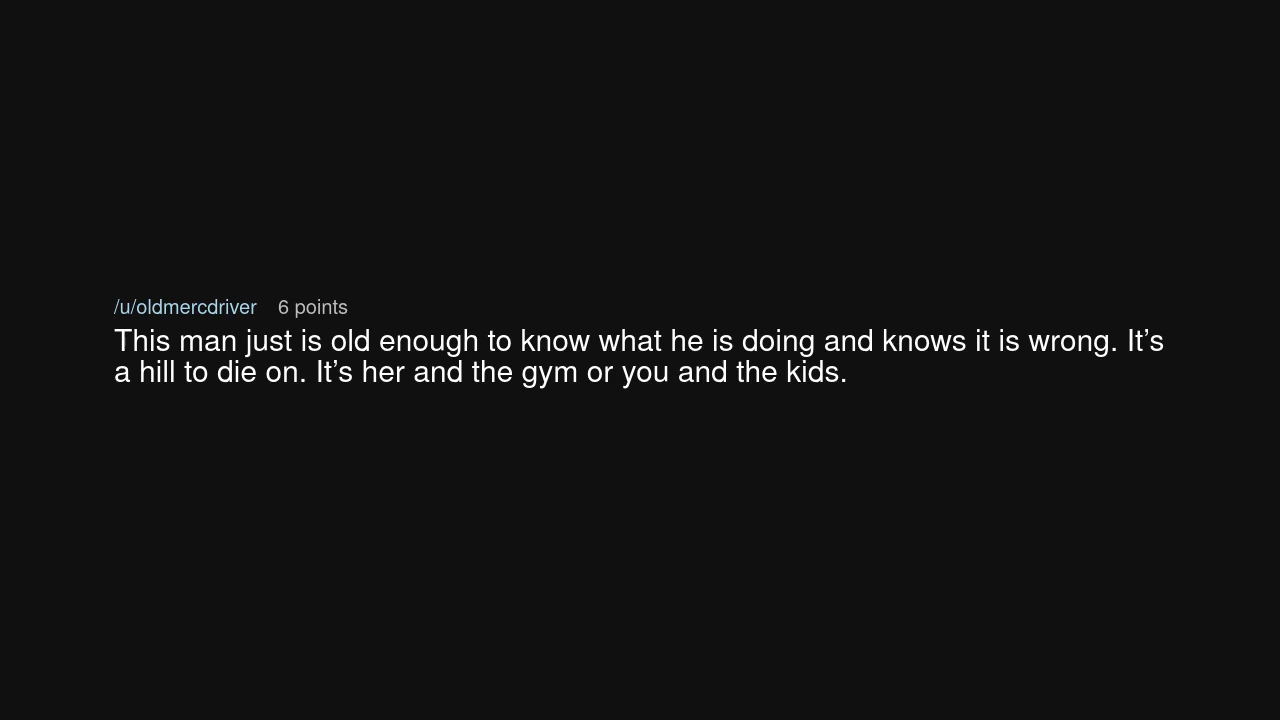 /u/oldmercdriver 6 points
This man just is old enough to know what he is doing and knows it is wrong. It’s
a hill to die on. It’s her and the gym or you and the kids.